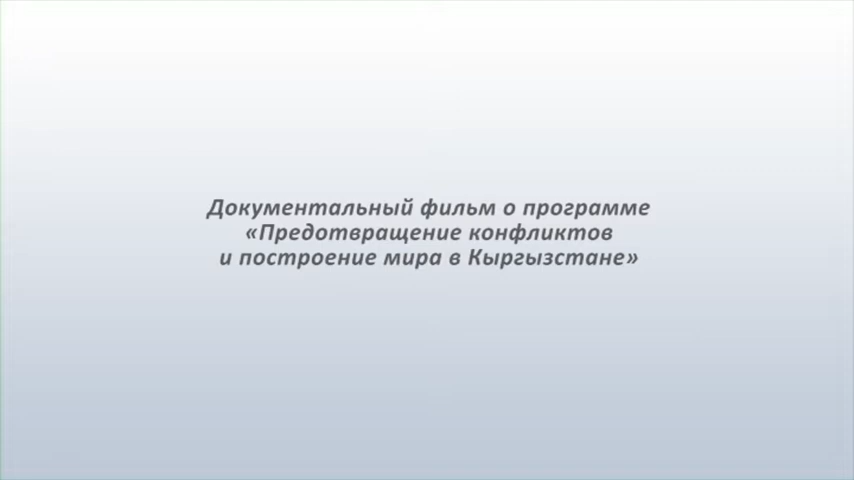 Документальный фильм о программе
«Предотвращение конфликтов
и построение мира в Кыргызстане»